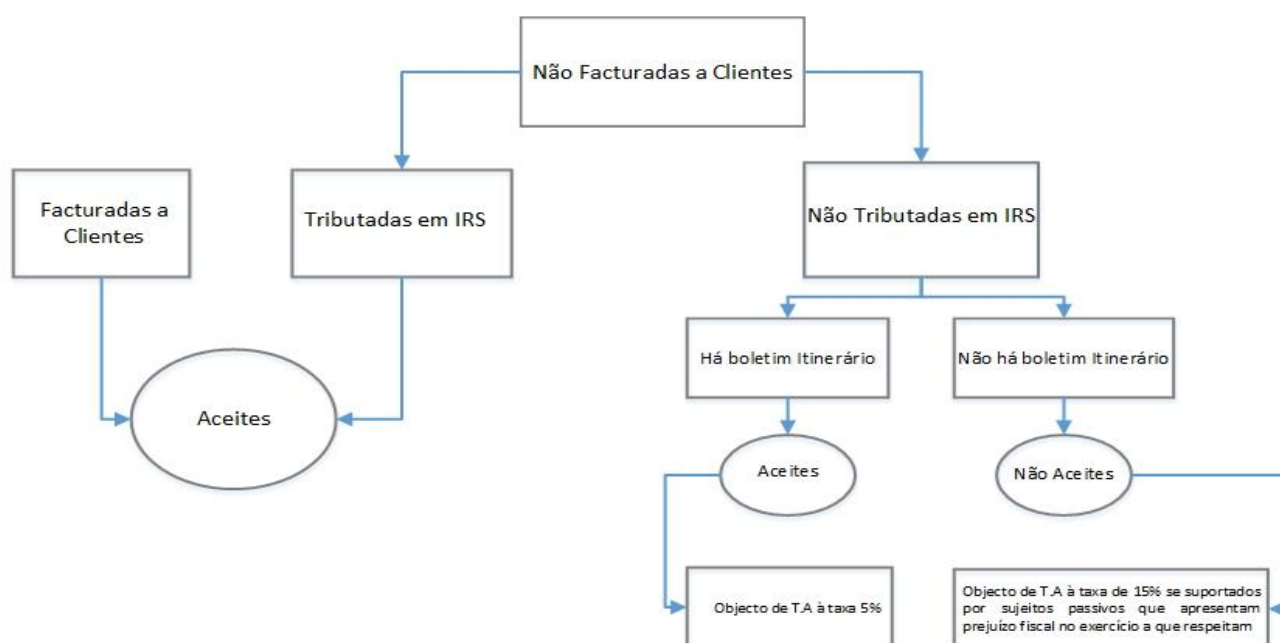 Não Facturadas a Clientes
Facturadas a
Clientes
Tributadas em IRS
Não Tributadas em IRS
Há boletim Itinerário
Não há boletim Itinerário
Aceites
Aceites
Não Aceites
Objecto de T.A à taxa 5%
Objecto de T.A à taxa de 15% se suportados
por sujeitos passivos que apresentam
prejuízo fiscal no exercício a que respeitam